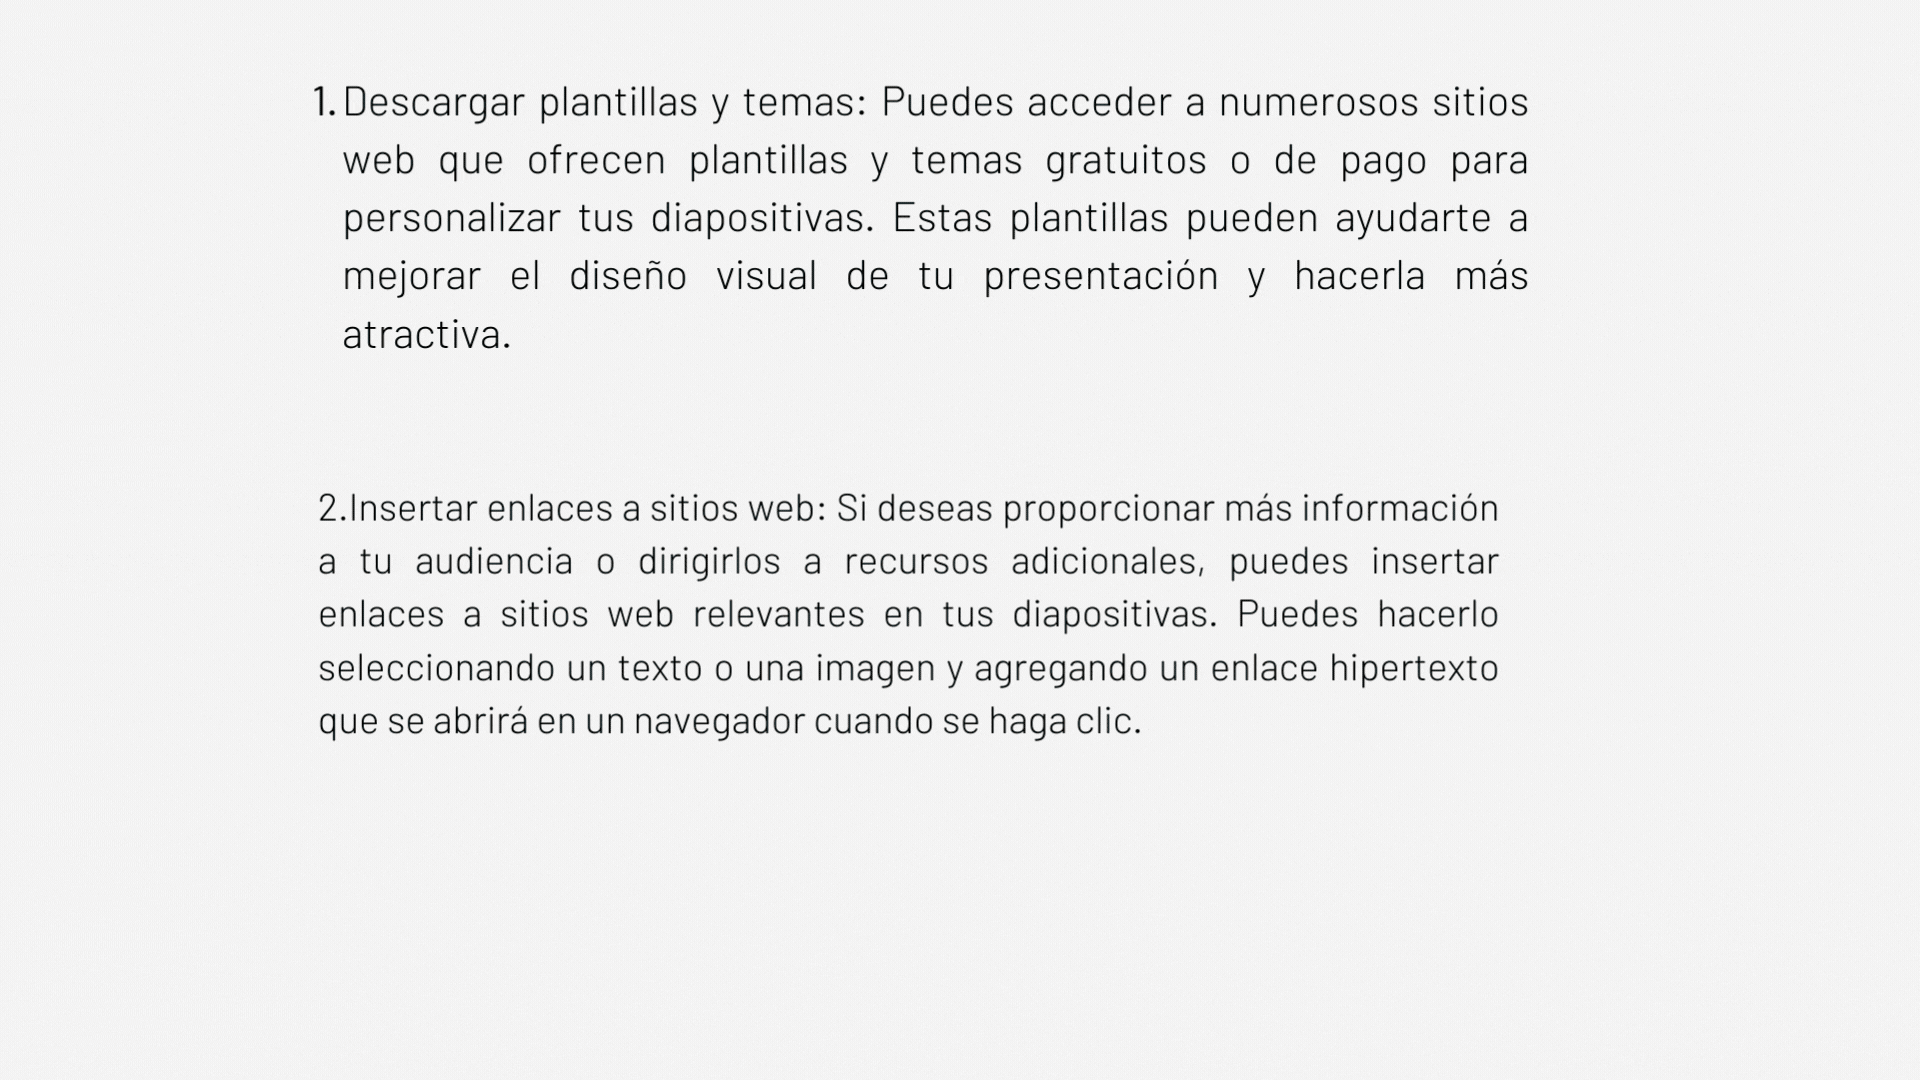 1. Descargar plantillas y temas: Puedes acceder a numerosos sitios
web que ofrecen plantillas y temas gratuitos o de pago para
personalizar tus diapositivas. Estas plantillas pueden ayudarte a
mejorar el diseño visual de tu presentación y hacerla más
atractiva.
2.Insertar enlaces a sitios web: Si deseas proporcionar más información
a tu audiencia o dirigirlos a recursos adicionales, puedes insertar
enlaces a sitios web relevantes en tus diapositivas. Puedes hacerlo
seleccionando un texto o una imagen y agregando un enlace hipertexto
que se abrirá en un navegador cuando se haga clic.